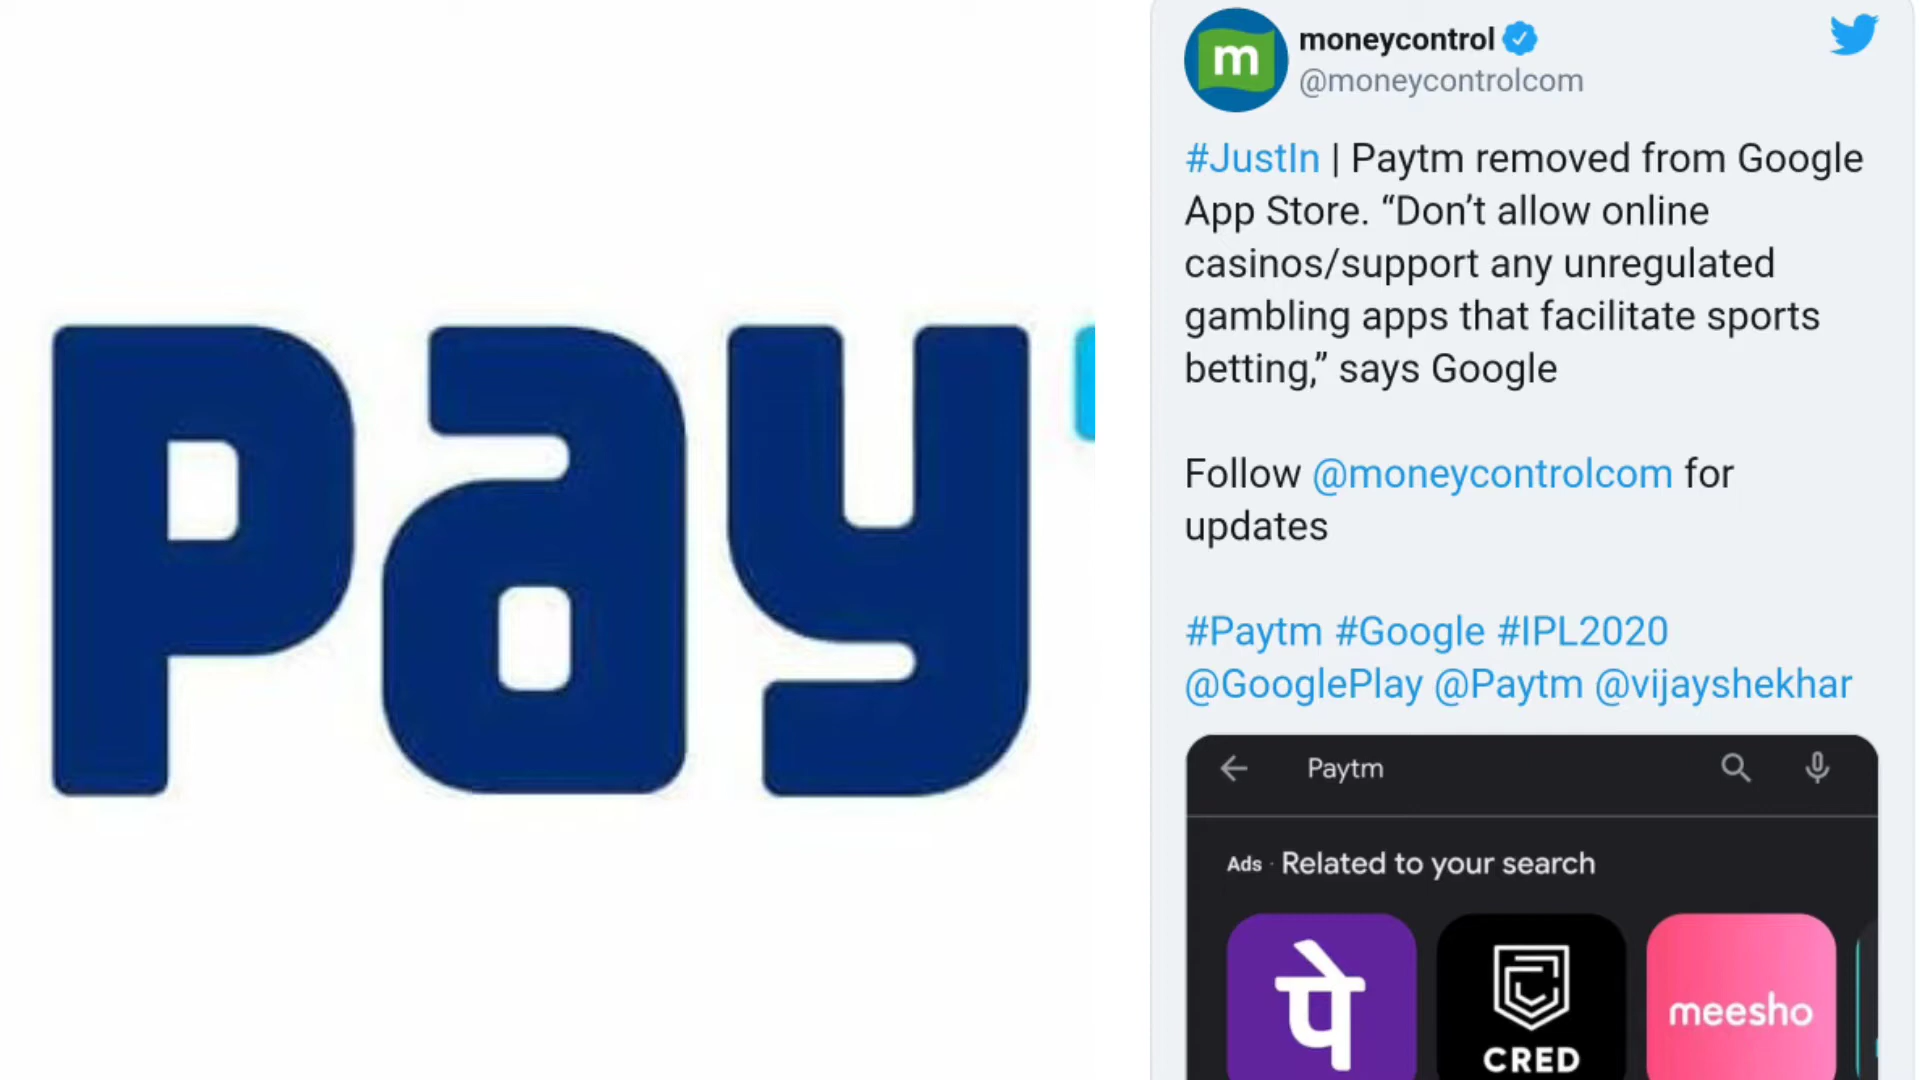 Pay
moneycontrol
@moneycontrolcom
#JustIn | Paytm removed from Google
App Store. “Don’t allow online
casinos/support any unregulated
gambling apps that facilitate sports
betting,” says Google
Follow @moneycontrolcom for
updates
#Paytm #Google #IPL2020
@GooglePlay @Paytm @vijayshekhar
Paytm
Ads · Related to your search
पे
CRED
meesho